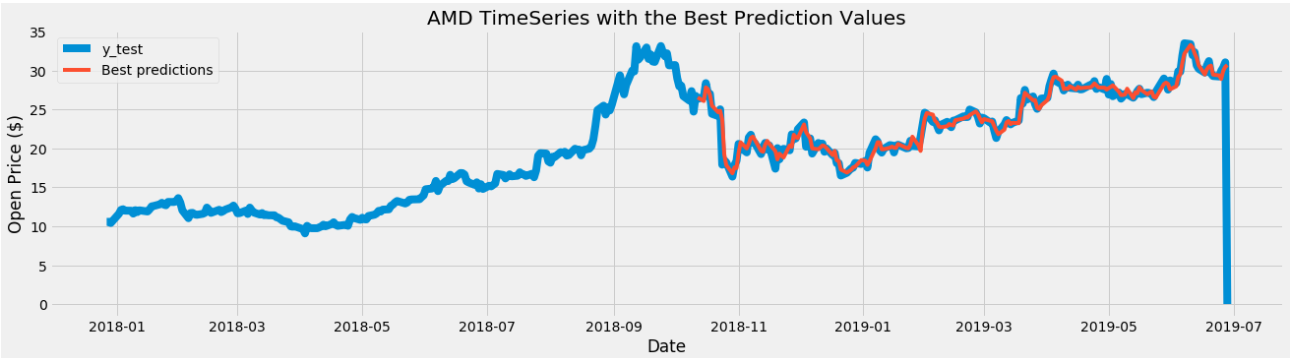 AMD TimeSeries with the Best Prediction Values
y_test
Best predictions
Open Price ($)
35
30
25
20
15
10
5
0
2018-01 2018-03 2018-05 2018-07 2018-09 2018-11 2019-01 2019-03 2019-05 2019-07
Date